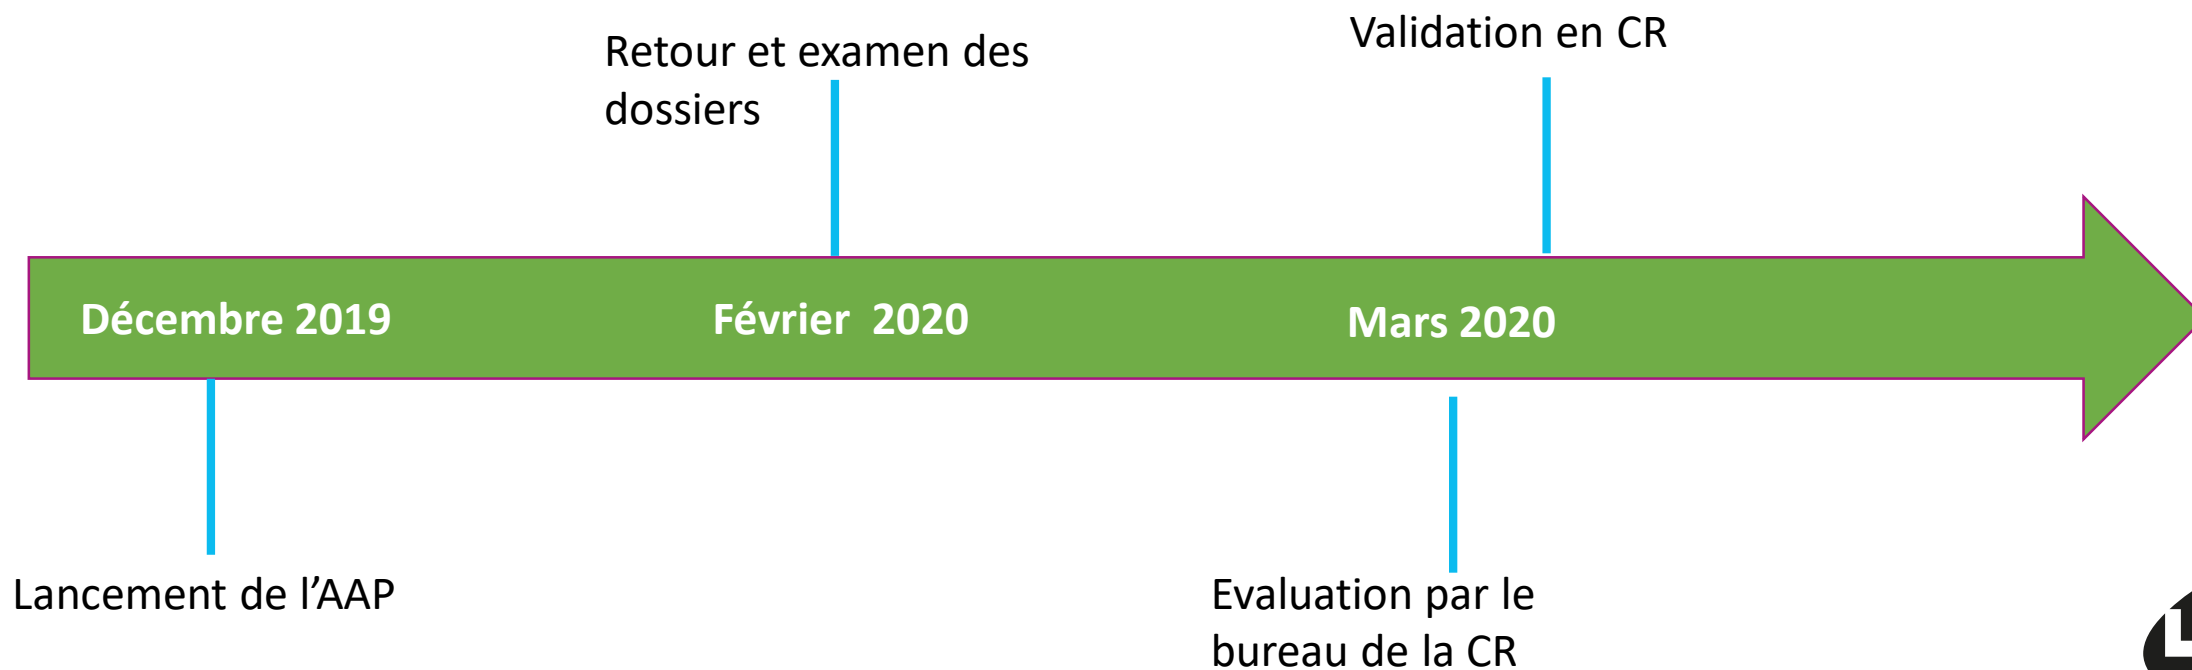 Retour et examen des
dossiers
Validation en CR
Décembre 2019
Février 2020
Mars 2020
Lancement de l’AAP
Evaluation par le
bureau de la CR